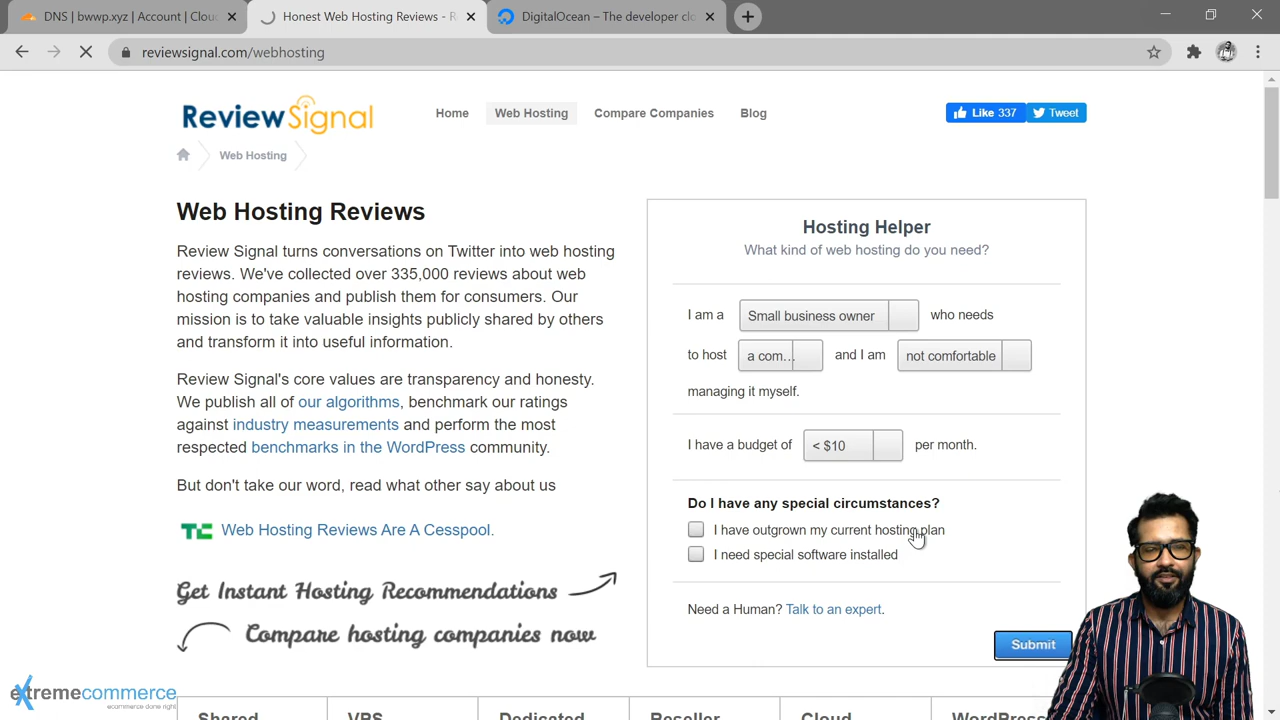 DNS | bwwp.xyz | Account | Clou
Honest Web Hosting Reviews - R
DigitalOcean – The developer clo
reviewsignal.com/webhosting
ReviewSignal
Home
Web Hosting
Compare Companies
Blog
Like 337
Tweet
Web Hosting
Web Hosting Reviews
Review Signal turns conversations on Twitter into web hosting
reviews. We've collected over 335,000 reviews about web
hosting companies and publish them for consumers. Our
mission is to take valuable insights publicly shared by others
and transform it into useful information.
Review Signal's core values are transparency and honesty.
We publish all of our algorithms, benchmark our ratings
against industry measurements and perform the most
respected benchmarks in the WordPress community.
But don't take our word, read what other say about us
TC Web Hosting Reviews Are A Cesspool.
Get Instant Hosting Recommendations
Compare hosting companies now
Hosting Helper
What kind of web hosting do you need?
I am a Small business owner who needs
to host a com... and I am not comfortable
managing it myself.
I have a budget of < $10 per month.
Do I have any special circumstances?
I have outgrown my current hosting plan
I need special software installed
Need a Human? Talk to an expert.
Submit
extremecommerce
ecommerce done right
Shared
VPS
Dedicated
Reseller
Cloud
WordPress